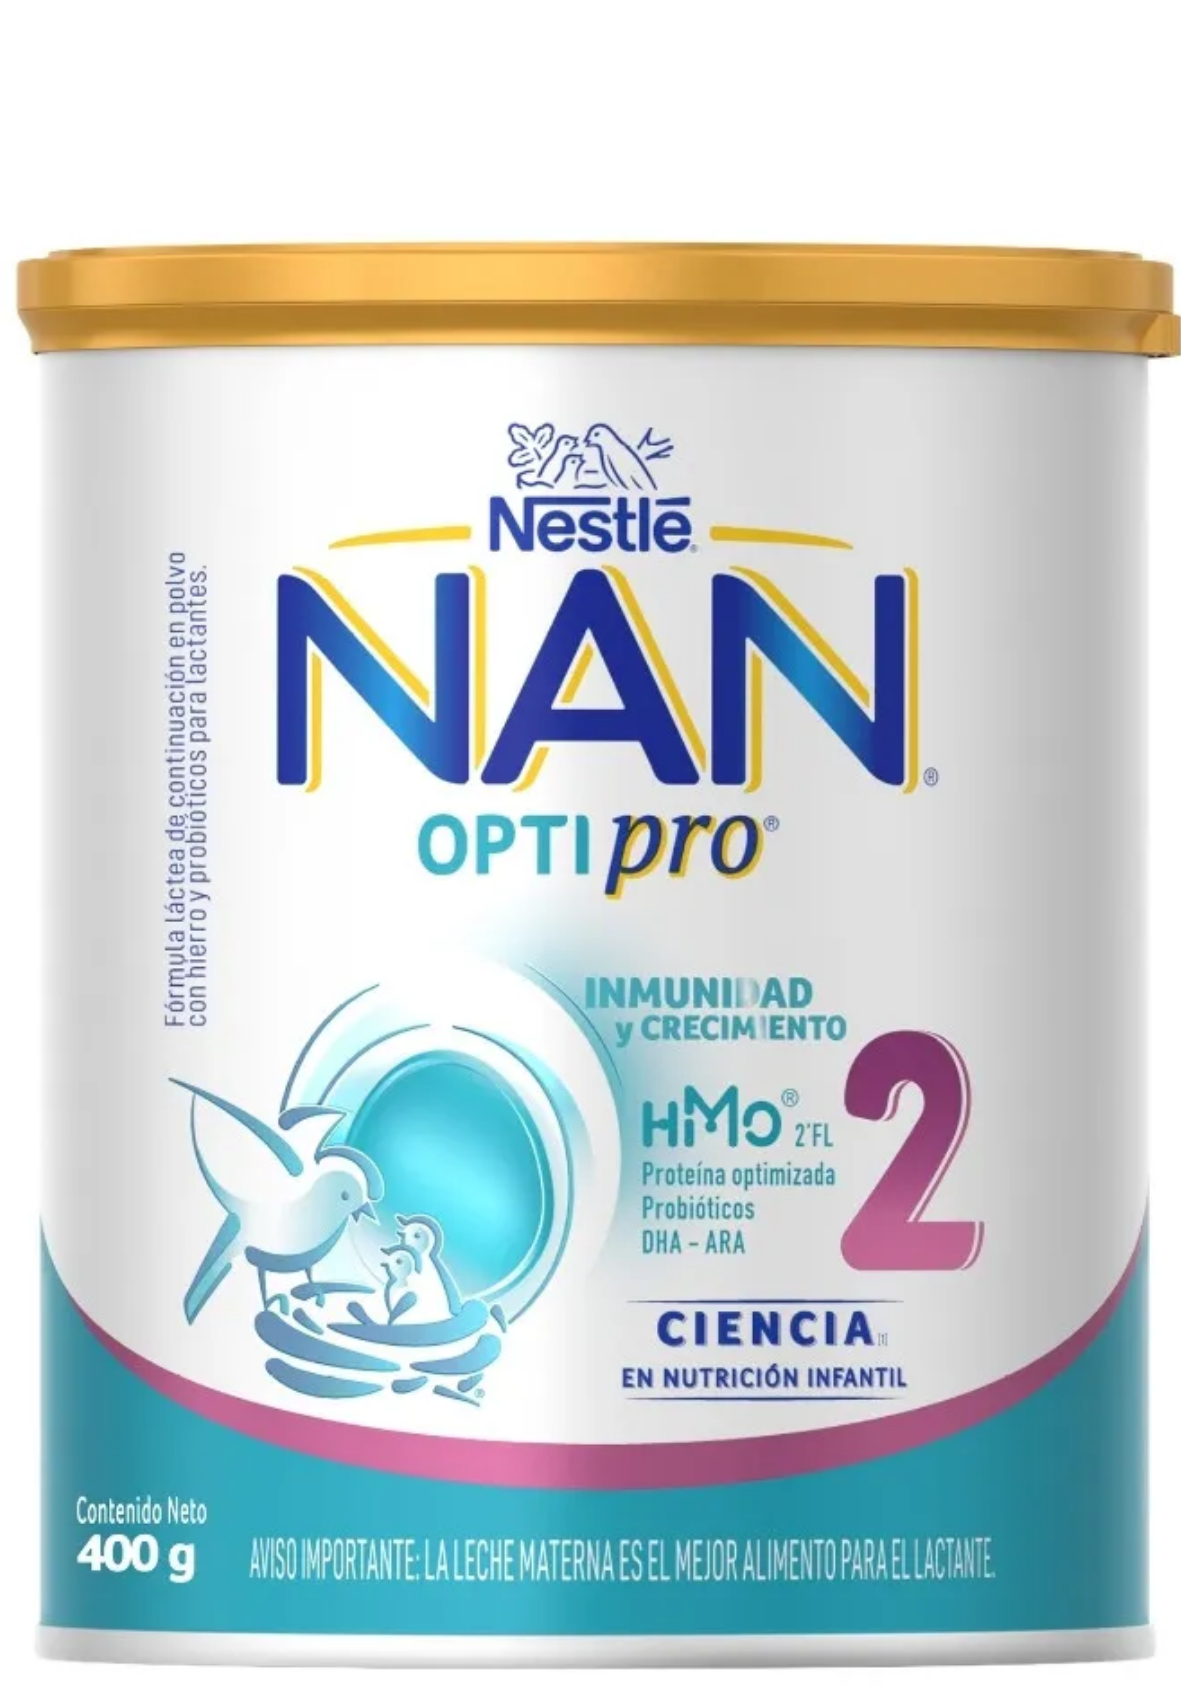 Nestlé®
NAN®
OPTIpro®
Fórmula láctea de continuación en polvo
con hierro y probióticos para lactantes.
INMUNIDAD
y CRECIMIENTO
HMO®
2'FL
2
Proteína optimizada
Probióticos
DHA – ARA
CIENCIA[1]
EN NUTRICIÓN INFANTIL
Contenido Neto
400 g
AVISO IMPORTANTE: LA LECHE MATERNA ES EL MEJOR ALIMENTO PARA EL LACTANTE.